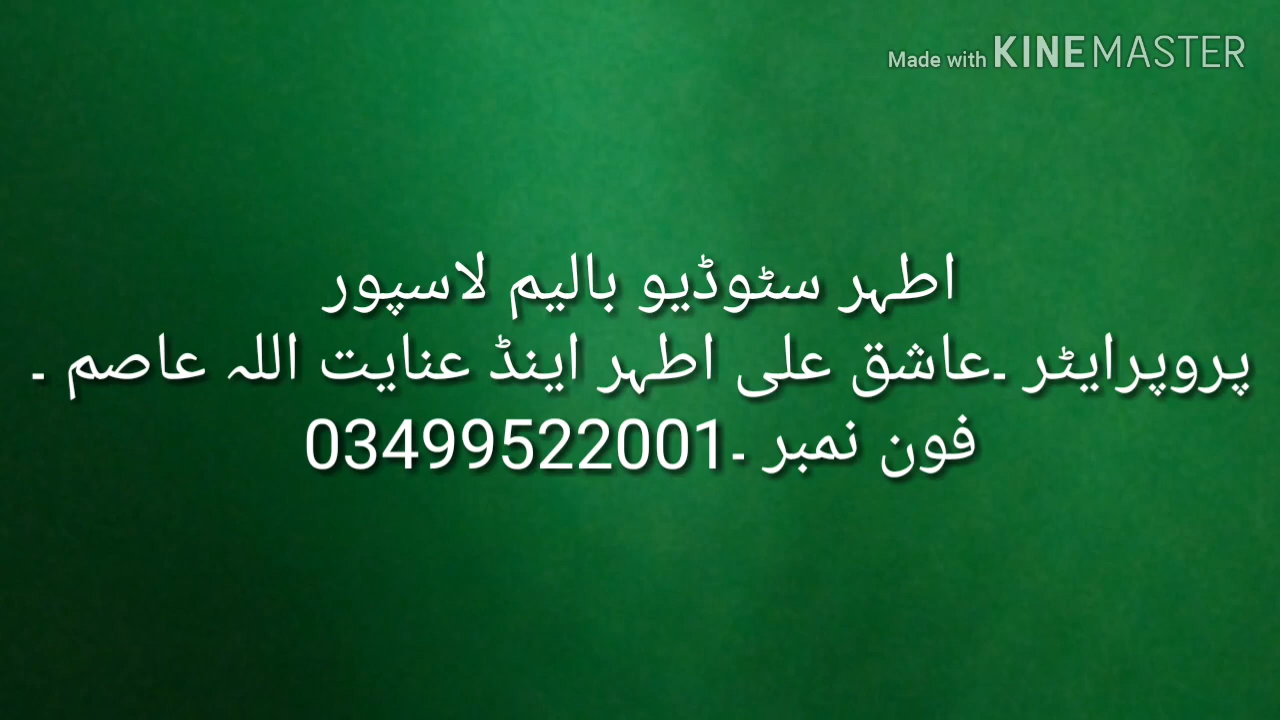 Made with KINEMASTER
اطہر سٹوڈیو بالیم لاسپور
پروپرایٹر ۔عاشق علی اطہر اینڈ عنایت اللہ عاصم ۔
فون نمبر ۔03499522001